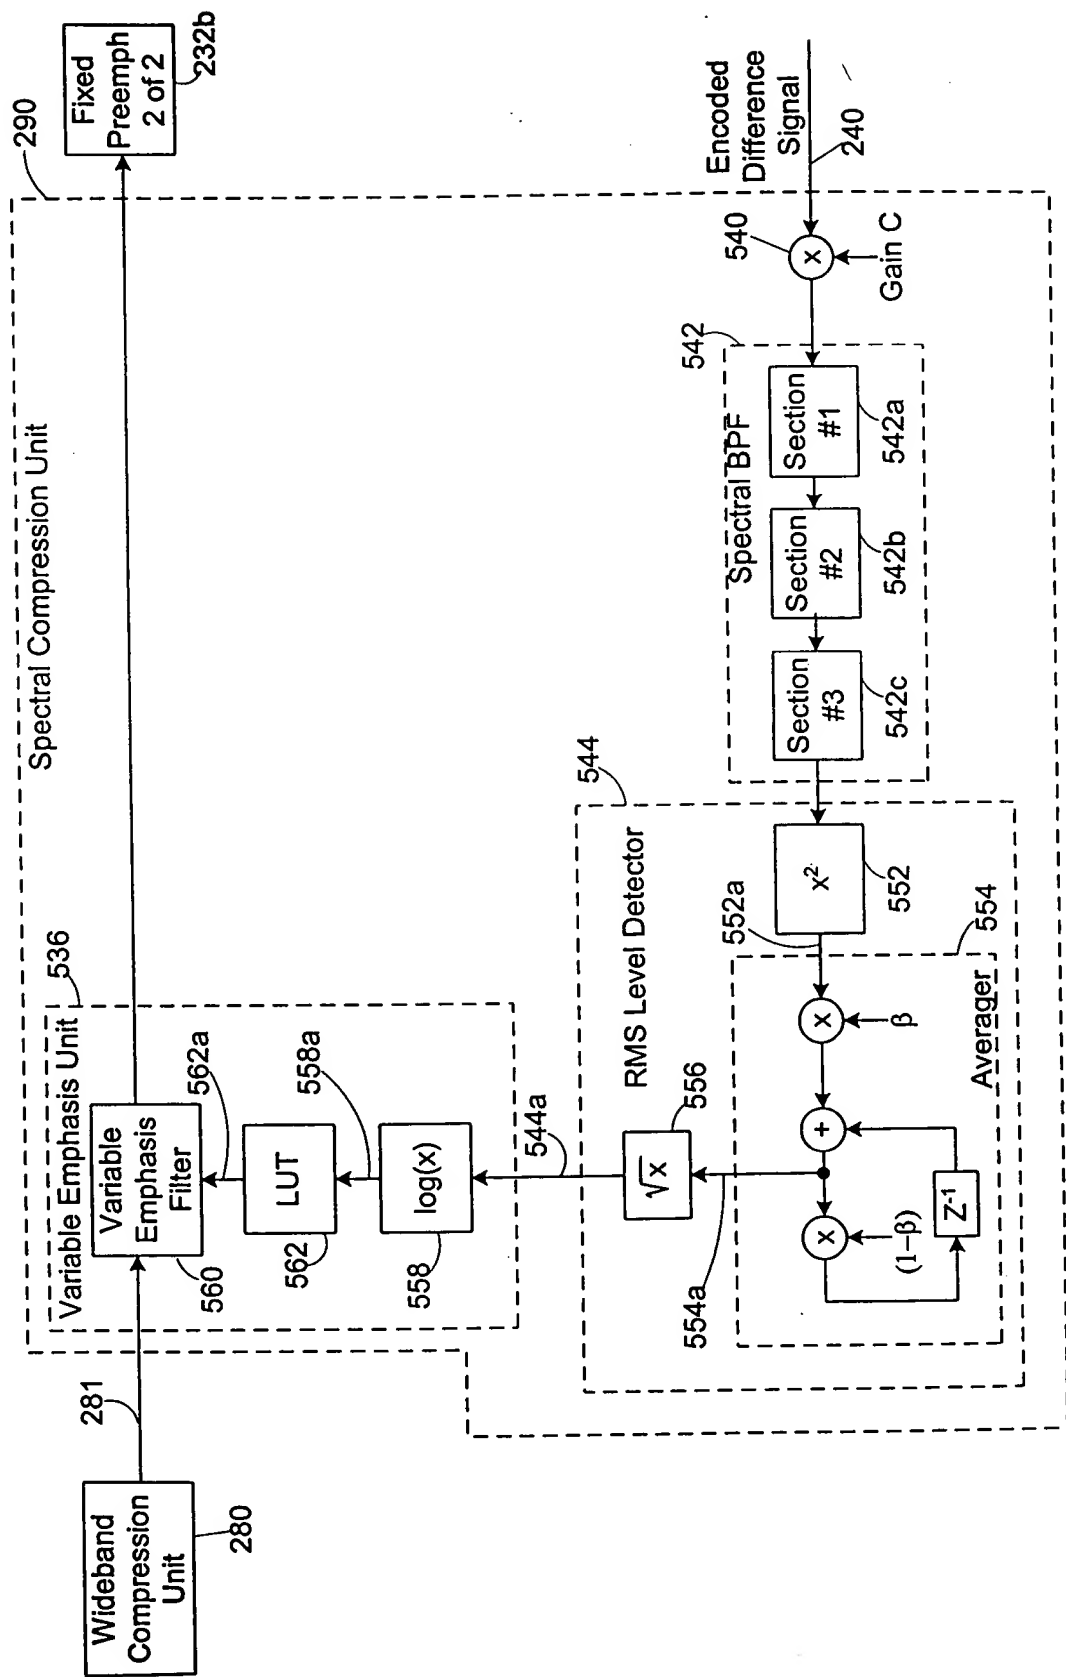 Spectral Compression Unit
290
Wideband
Compression
Unit
280
281
Variable Emphasis Unit
536
Variable
Emphasis
Filter
560
562a
LUT
562
558a
log(x)
558
544a
Fixed
Preemph
2 of 2
232b
RMS Level Detector
544
√x
556
554a
552a
X²
552
Averager
554
X
β
+
X
(1–β)
Z⁻¹
Spectral BPF
542
Section
#3
542c
Section
#2
542b
Section
#1
542a
X
540
Gain C
Encoded
Difference
Signal
240